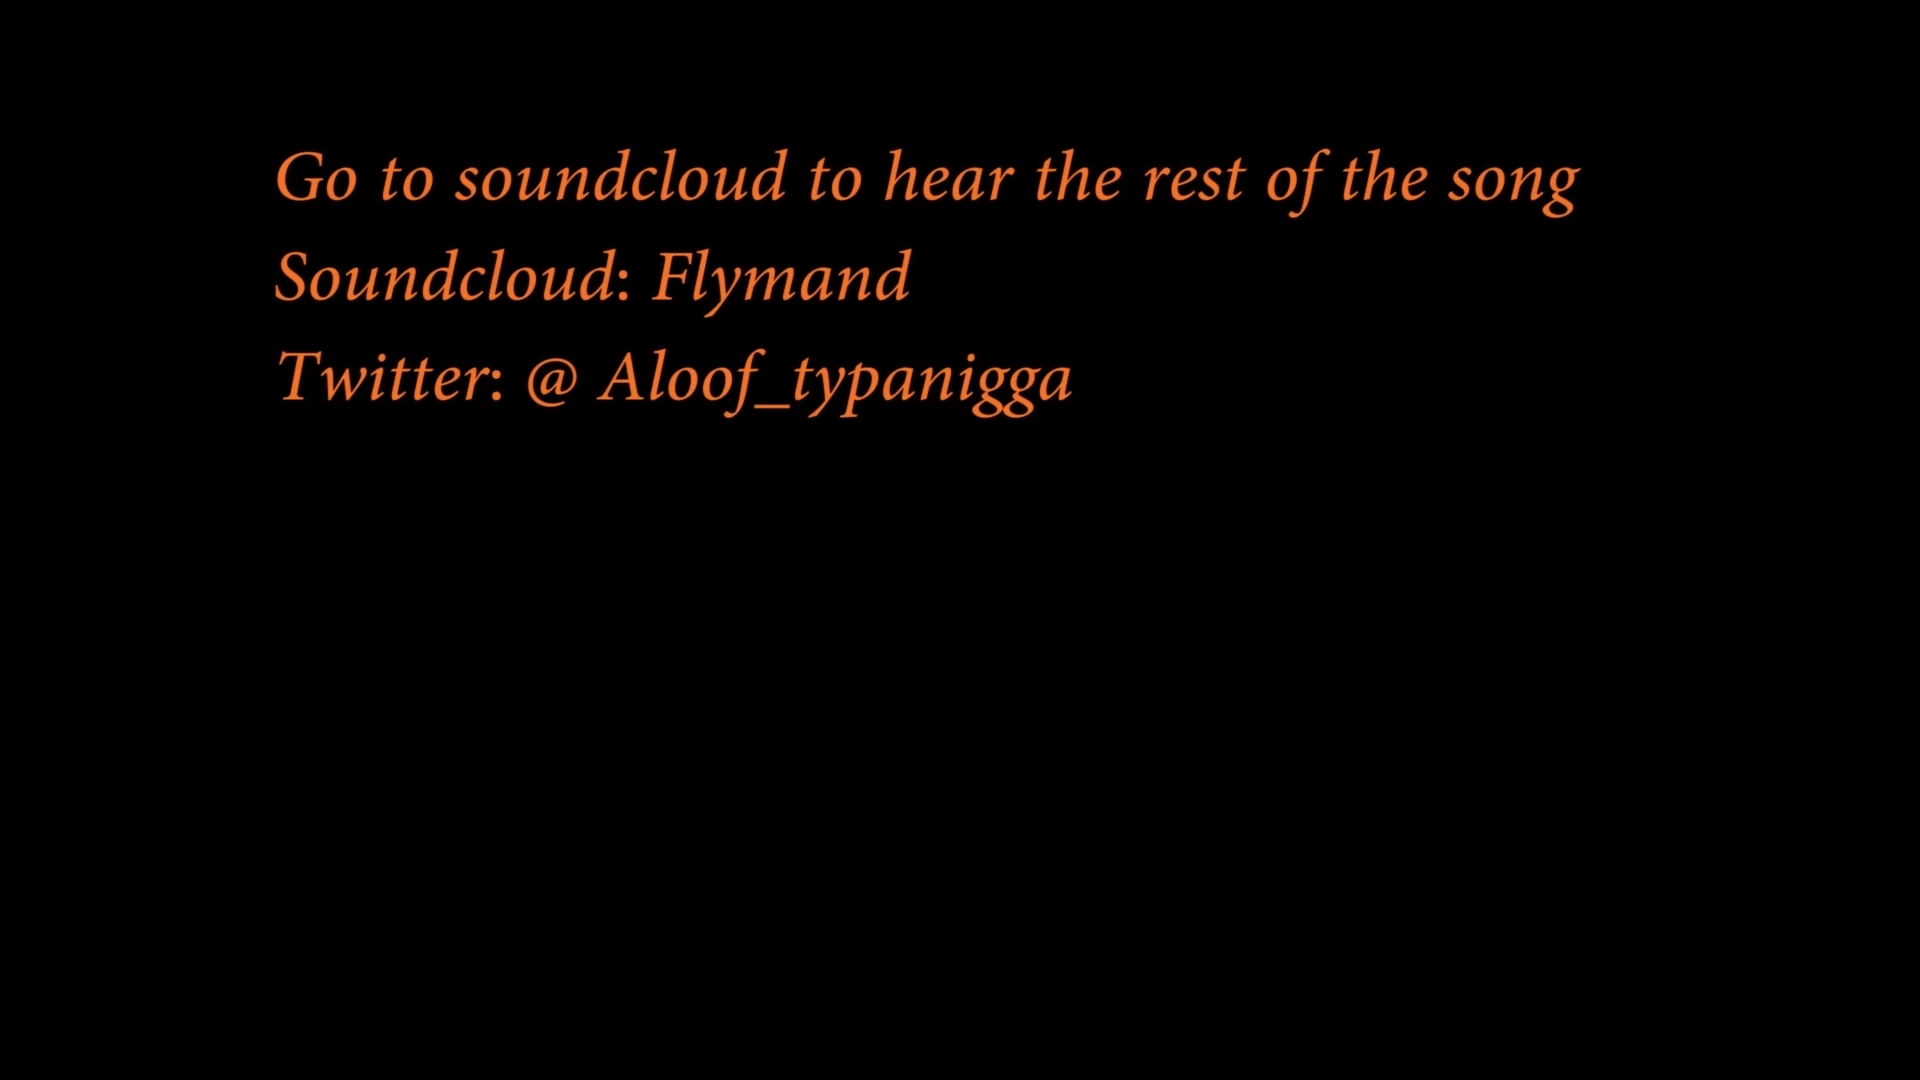 Go to soundcloud to hear the rest of the song
Soundcloud: Flymand
Twitter: @ Aloof_typanigga